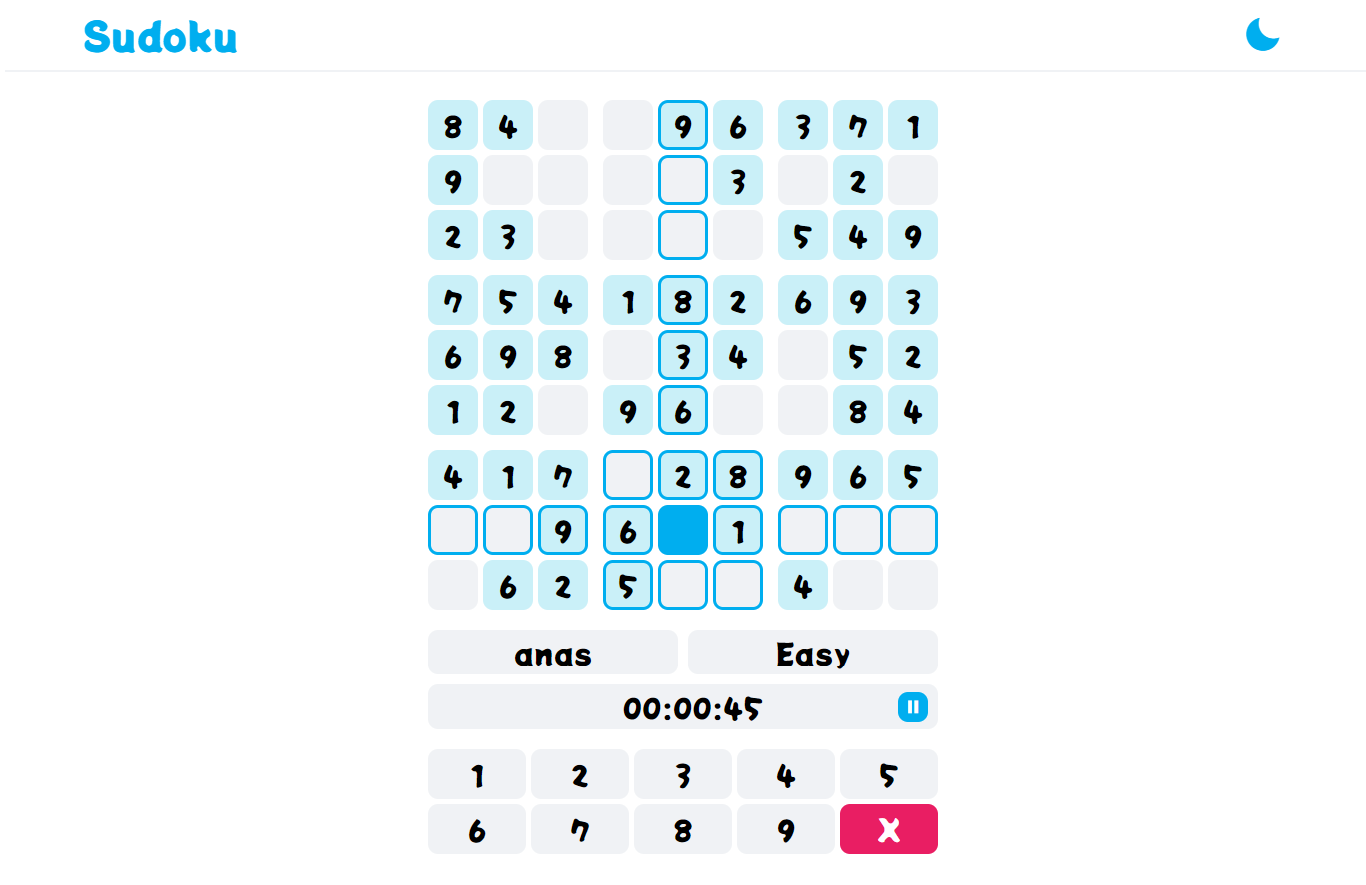 Sudoku
8 4 9 6 3 7 1
9 3 2
2 3 5 4 9
7 5 4 1 8 2 6 9 3
6 9 8 3 4 5 2
1 2 9 6 8 4
4 1 7 2 8 9 6 5
9 6 1
6 2 5 4
anas Easy
00:00:45
1 2 3 4 5
6 7 8 9 X